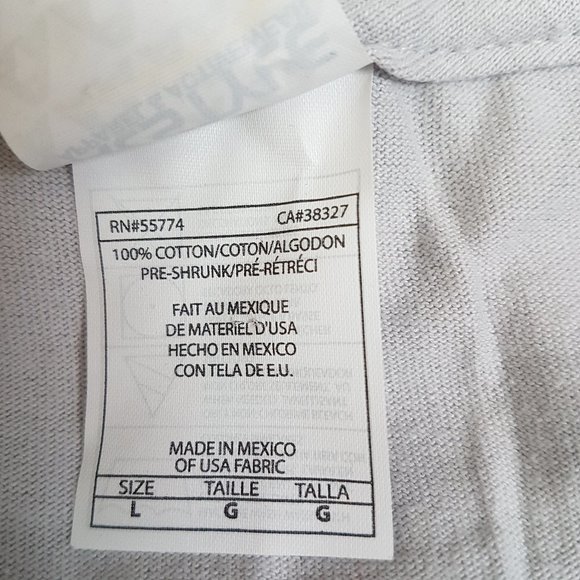 RN#55774 CA#38327
100% COTTON/COTON/ALGODON
PRE-SHRUNK/PRÉ-RÉTRÉCI
FAIT AU MEXIQUE
DE MATERIEL D'USA
HECHO EN MEXICO
CON TELA DE E.U.
MADE IN MEXICO
OF USA FABRIC
SIZE TAILLE TALLA
L G G